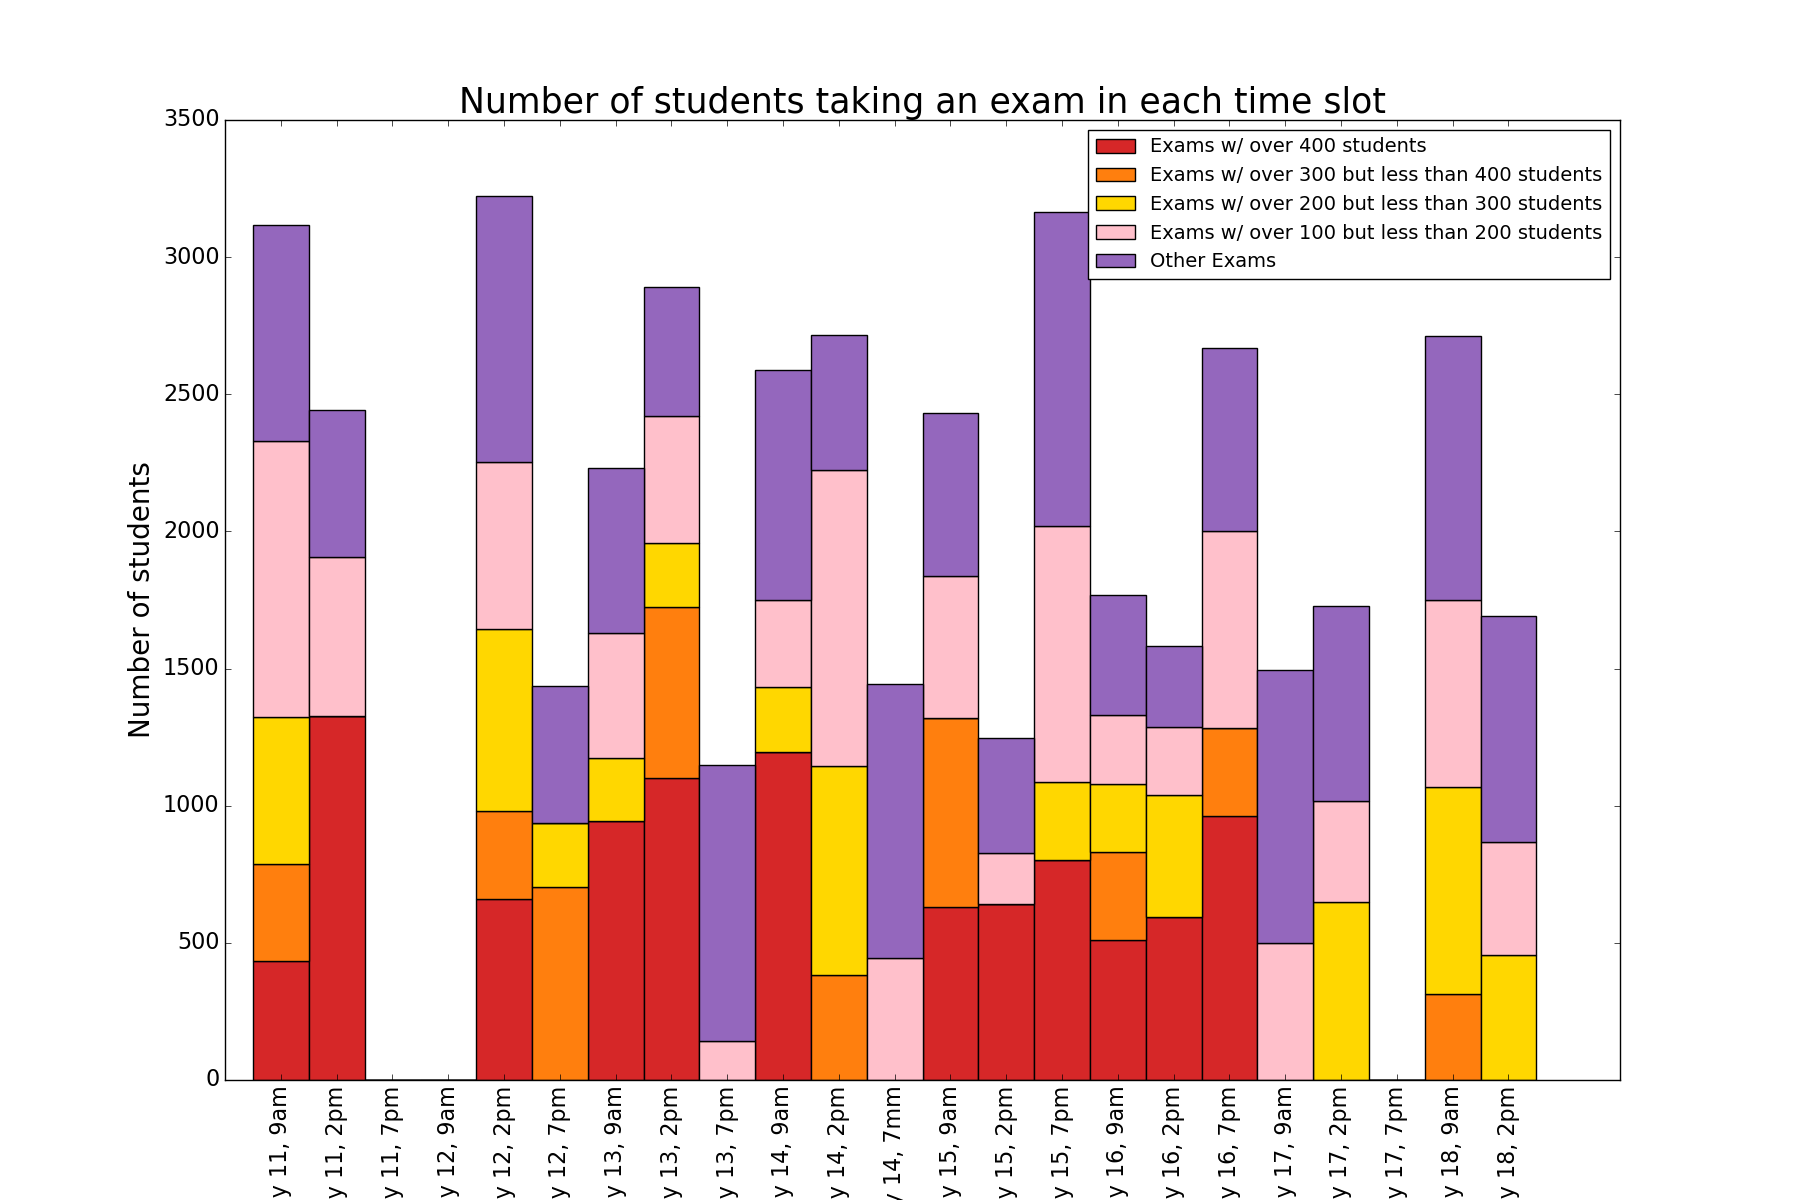 Number of students taking an exam in each time slot
3500
3000
2500
2000
1500
1000
500
0
Number of students
Exams w/ over 400 students
Exams w/ over 300 but less than 400 students
Exams w/ over 200 but less than 300 students
Exams w/ over 100 but less than 200 students
Other Exams
y 11, 9am
y 11, 2pm
y 11, 7pm
y 12, 9am
y 12, 2pm
y 12, 7pm
y 13, 9am
y 13, 2pm
y 13, 7pm
y 14, 9am
y 14, 2pm
y 14, 7mm
y 15, 9am
y 15, 2pm
y 15, 7pm
y 16, 9am
y 16, 2pm
y 16, 7pm
y 17, 9am
y 17, 2pm
y 17, 7pm
y 18, 9am
y 18, 2pm